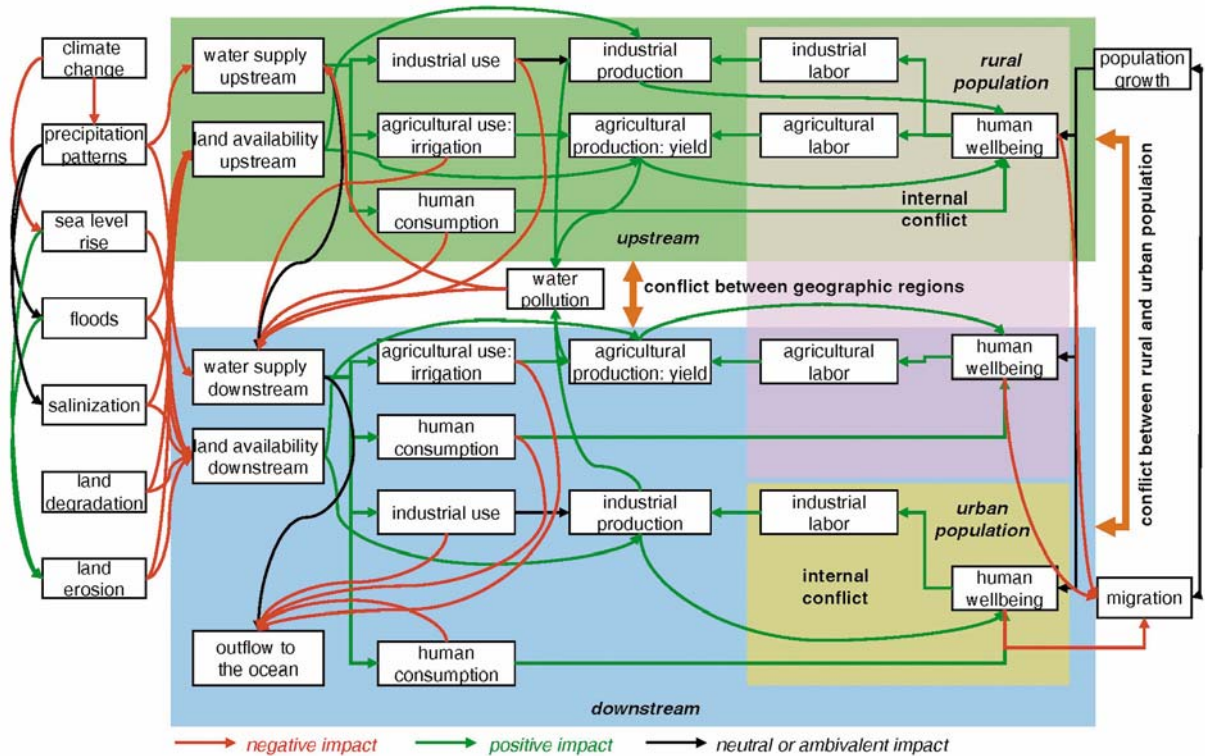 climate
change
precipitation
patterns
sea level
rise
floods
salinization
land
degradation
land
erosion
water supply
upstream
land availability
upstream
industrial use
agricultural use:
irrigation
human
consumption
industrial
production
agricultural
production: yield
industrial
labor
agricultural
labor
rural
population
human
wellbeing
internal
conflict
upstream
population
growth
water
pollution
conflict between geographic regions
conflict between rural and urban population
water supply
downstream
land availability
downstream
agricultural use:
irrigation
human
consumption
industrial use
agricultural
production: yield
agricultural
labor
human
wellbeing
industrial
production
industrial
labor
urban
population
internal
conflict
human
wellbeing
migration
outflow to
the ocean
human
consumption
downstream
negative impact
positive impact
neutral or ambivalent impact